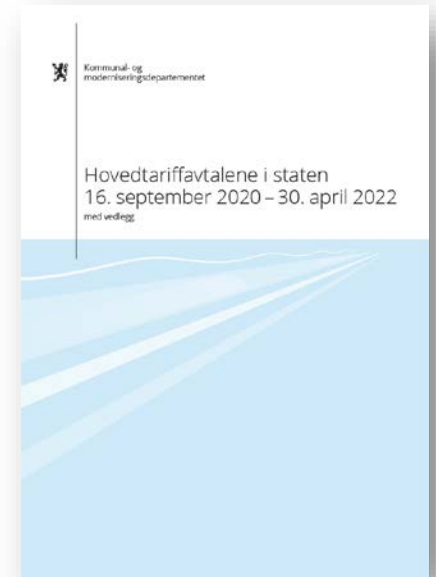 Kommunal- og
moderniseringsdepartementet
Hovedtariffavtalene i staten
16. september 2020 – 30. april 2022
med vedlegg